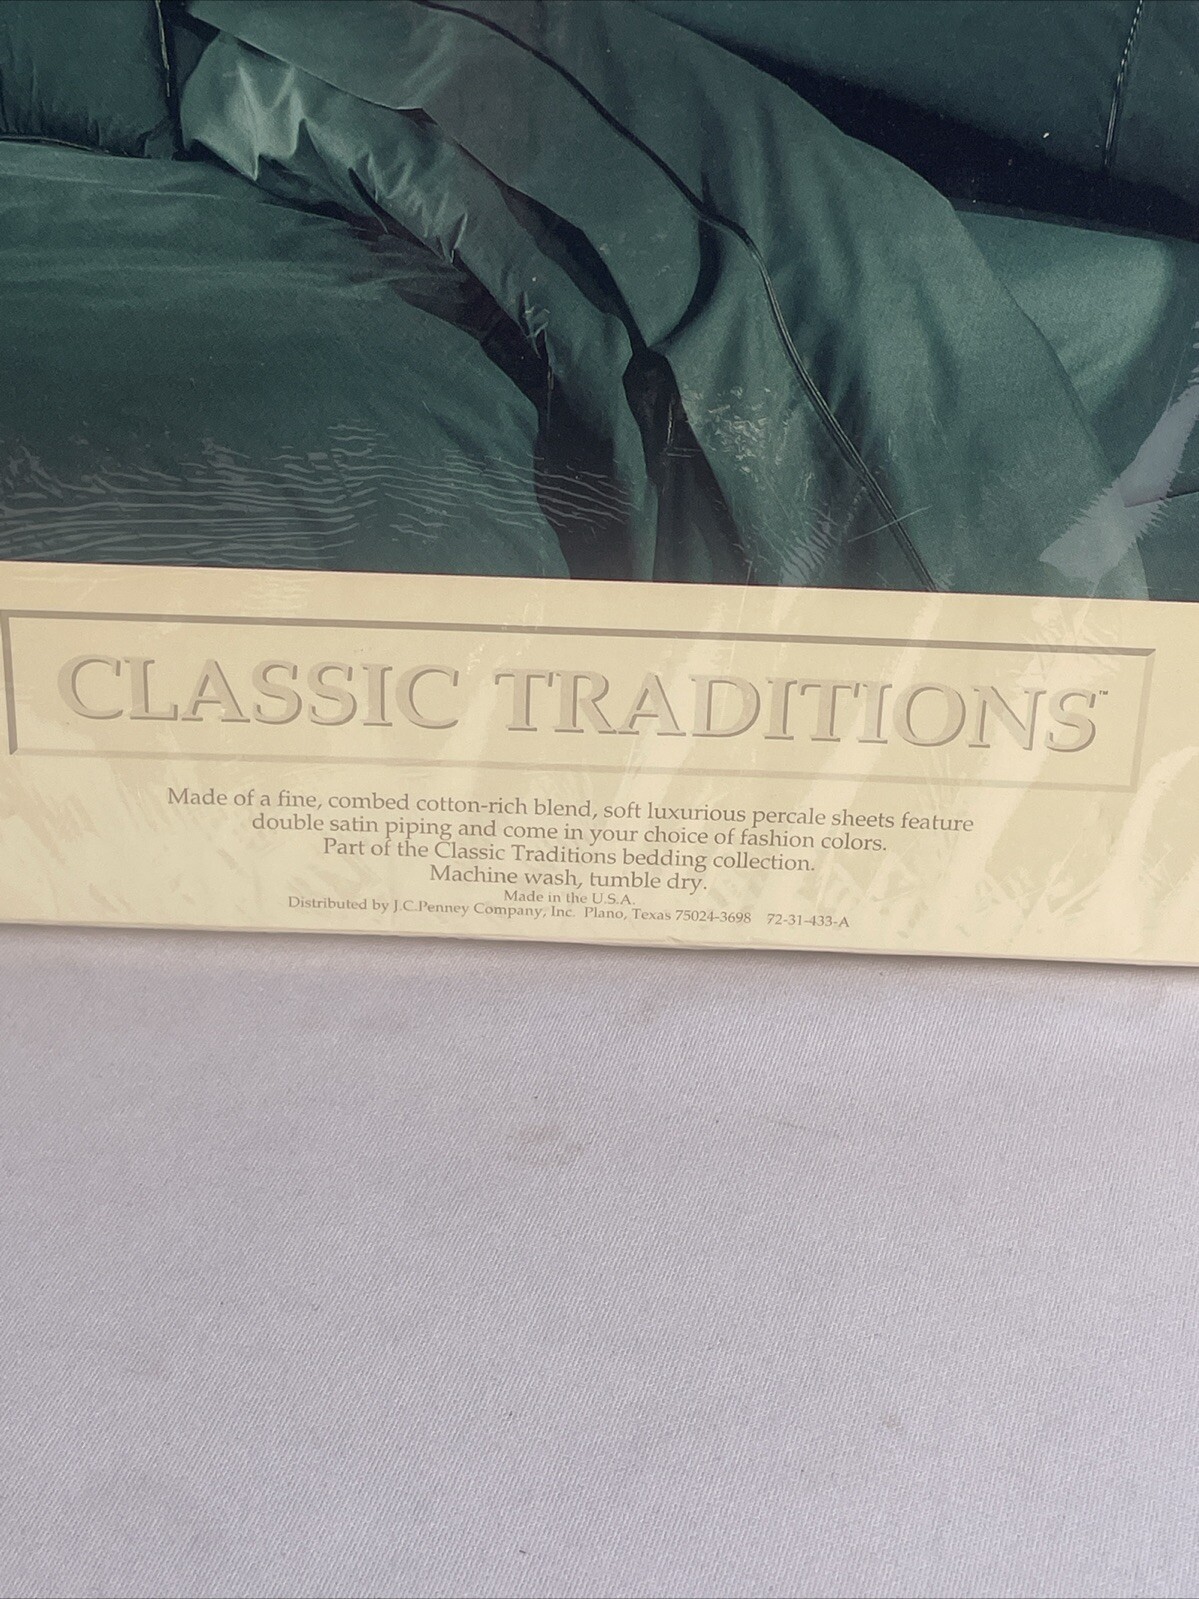 CLASSIC TRADITIONS™
Made of a fine, combed cotton-rich blend, soft luxurious percale sheets feature
double satin piping and come in your choice of fashion colors.
Part of the Classic Traditions bedding collection.
Machine wash, tumble dry.
Made in the U.S.A.
Distributed by J.C.Penney Company, Inc. Plano, Texas 75024-3698 72-31-433-A